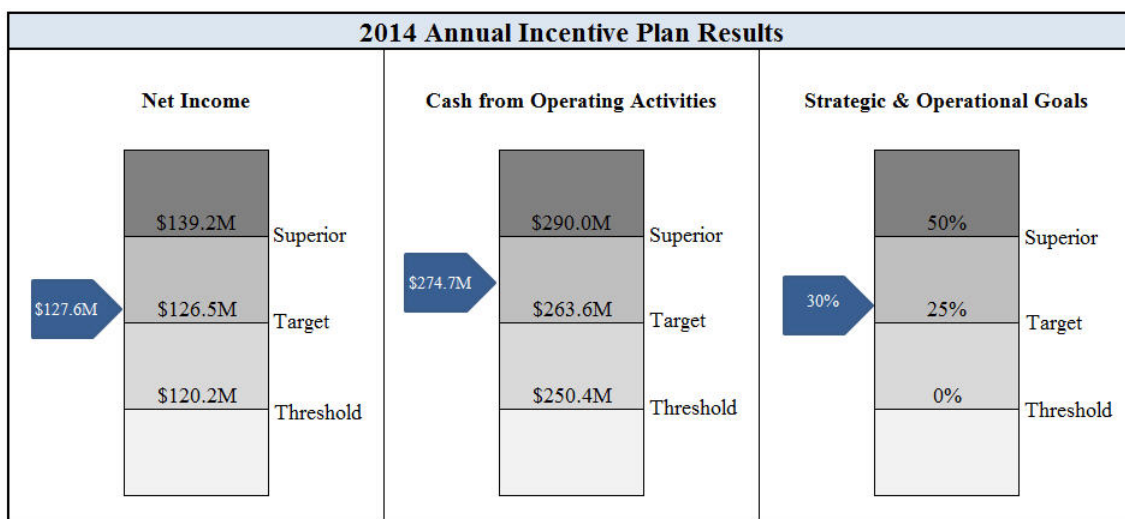 2014 Annual Incentive Plan Results
Net Income
$139.2M
Superior
$127.6M
$126.5M
Target
$120.2M
Threshold
Cash from Operating Activities
$290.0M
Superior
$274.7M
$263.6M
Target
$250.4M
Threshold
Strategic & Operational Goals
50%
Superior
30%
25%
Target
0%
Threshold